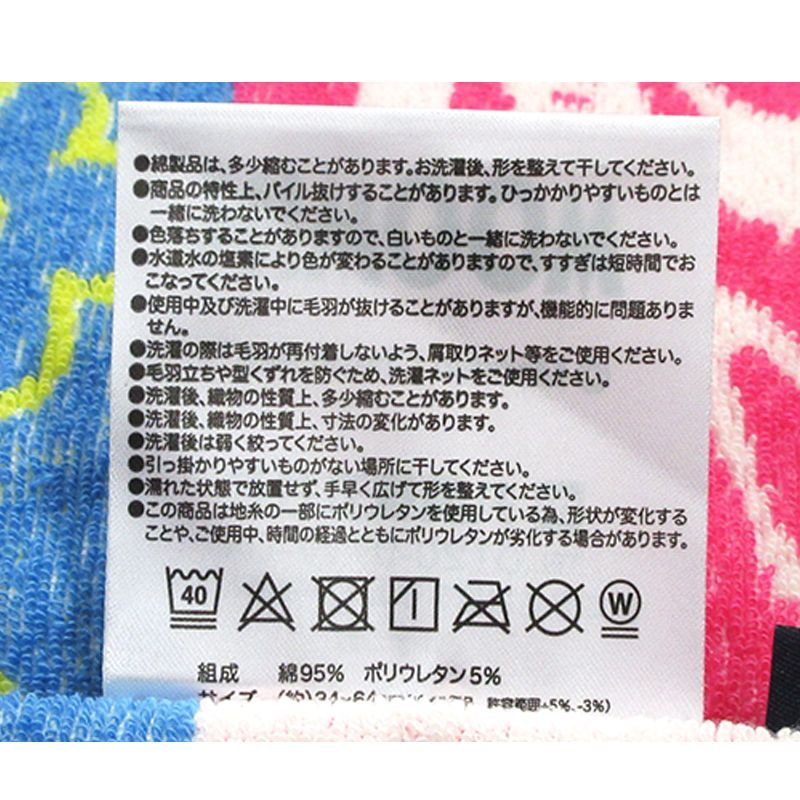 ●綿製品は、多少縮むことがあります。お洗濯後、形を整えて干してください。
●商品の特性上、パイル抜けすることがあります。ひっかかりやすいものとは
一緒に洗わないでください。
●色落ちすることがありますので、白いものと一緒に洗わないでください。
●水道水の塩素により色が変わることがありますので、すすぎは短時間でお
こなってください。
●使用中及び洗濯中に毛羽が抜けることがありますが、機能的に問題ありま
せん。
●洗濯の際は毛羽が再付着しないよう、屑取りネット等をご使用ください。
●毛羽立ちや型くずれを防ぐため、洗濯ネットをご使用ください。
●洗濯後、織物の性質上、多少縮むことがあります。
●洗濯後、織物の性質上、寸法の変化があります。
●洗濯後は弱く絞ってください。
●引っ掛かりやすいものがない場所に干してください。
●濡れた状態で放置せず、手早く広げて形を整えてください。
●この商品は地糸の一部にポリウレタンを使用している為、形状が変化する
ことや、ご使用中、時間の経過とともにポリウレタンが劣化する場合があります。
40 W
組成 綿95% ポリウレタン5%
サイズ (約)34~64cm 許容範囲+5%、-3%)